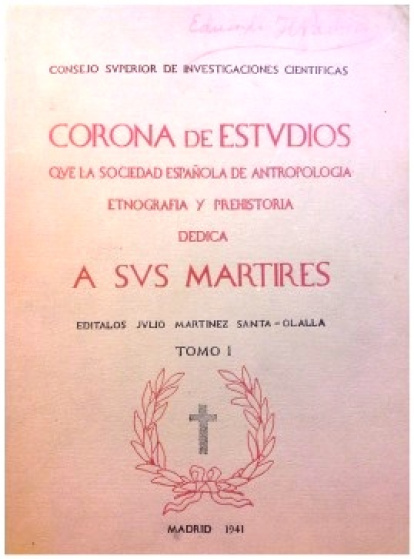 CONSEJO SVPERIOR DE INVESTIGACIONES CIENTIFICAS
CORONA DE ESTVDIOS
QVE LA SOCIEDAD ESPAÑOLA DE ANTROPOLOGIA
ETNOGRAFIA Y PREHISTORIA
DEDICA
A SVS MARTIRES
EDITALOS JVLIO MARTINEZ SANTA-OLALLA
TOMO I
MADRID 1941